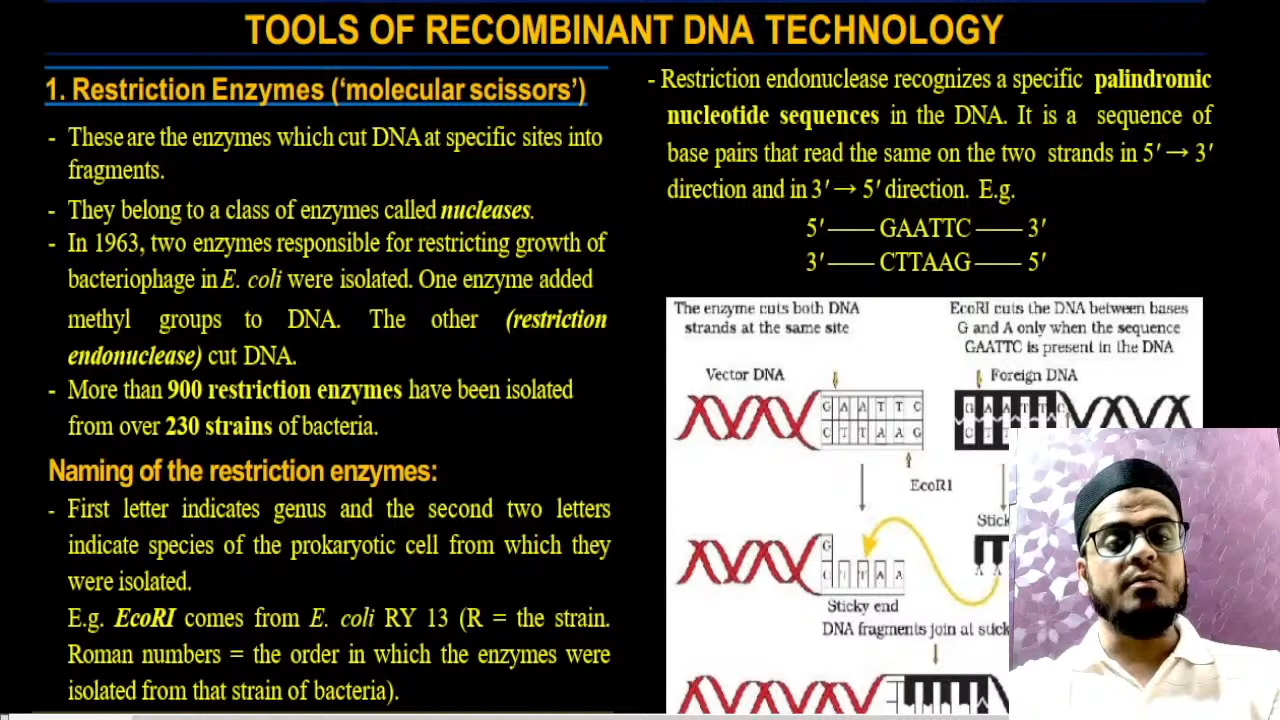 TOOLS OF RECOMBINANT DNA TECHNOLOGY
1. Restriction Enzymes (‘molecular scissors’)
- These are the enzymes which cut DNA at specific sites into
fragments.
- They belong to a class of enzymes called nucleases.
- In 1963, two enzymes responsible for restricting growth of
bacteriophage in E. coli were isolated. One enzyme added
methyl groups to DNA. The other (restriction
endonuclease) cut DNA.
- More than 900 restriction enzymes have been isolated
from over 230 strains of bacteria.
Naming of the restriction enzymes:
- First letter indicates genus and the second two letters
indicate species of the prokaryotic cell from which they
were isolated.
E.g. EcoRI comes from E. coli RY 13 (R = the strain.
Roman numbers = the order in which the enzymes were
isolated from that strain of bacteria).
- Restriction endonuclease recognizes a specific palindromic
nucleotide sequences in the DNA. It is a sequence of
base pairs that read the same on the two strands in 5′ → 3′
direction and in 3′ → 5′ direction. E.g.
5′ —— GAATTC —— 3′
3′ —— CTTAAG —— 5′
The enzyme cuts both DNA
strands at the same site
EcoRI cuts the DNA between bases
G and A only when the sequence
GAATTC is present in the DNA
Vector DNA
Foreign DNA
G A A T T C
C T T A A G
G A A T T C
C T T
EcoRI
G
C T T A A
Stick
A A
Sticky end
DNA fragments join at stick